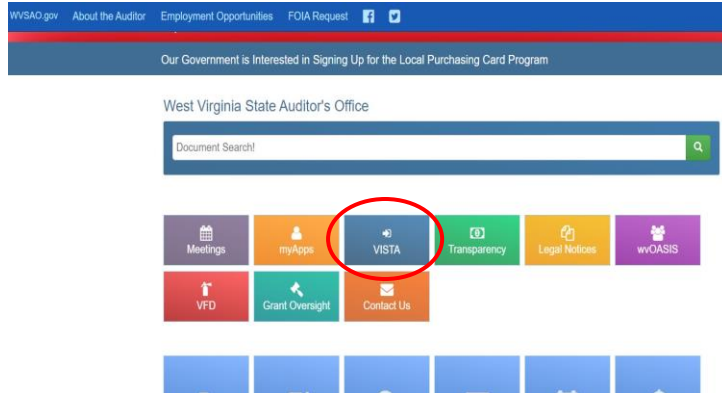 WVSAO.gov About the Auditor Employment Opportunities FOIA Request
Our Government is Interested in Signing Up for the Local Purchasing Card Program
West Virginia State Auditor's Office
Document Search!
Meetings myApps VISTA Transparency Legal Notices wvOASIS
VFD Grant Oversight Contact Us